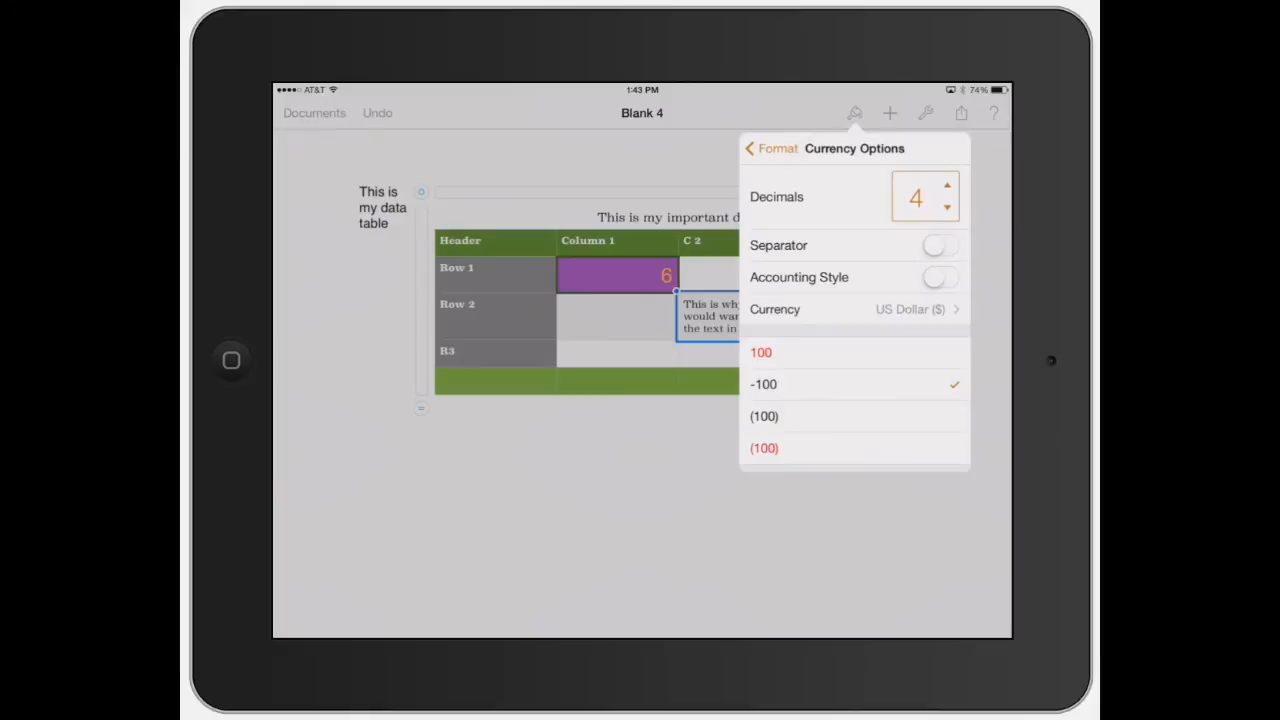 AT&T
1:43 PM
74%
Documents
Undo
Blank 4
?
Format
Currency Options
Decimals
4
Separator
Accounting Style
Currency
US Dollar ($)
100
-100
(100)
(100)
This is
my data
table
This is my important d
Header
Column 1
C 2
Row 1
6
Row 2
This is why
would wan
the text in
R3